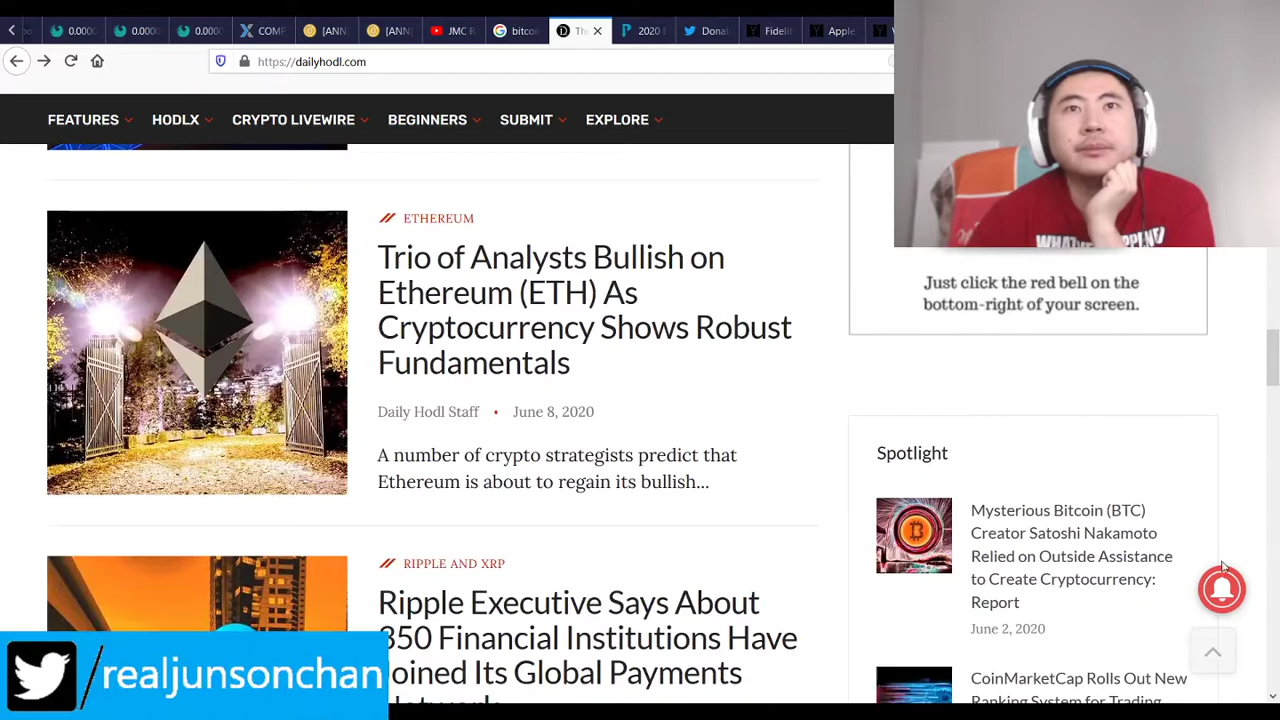 0.0000
0.0000
0.0000
COMP
[ANN
[ANN
JMC R
bitcoi
Th
2020
Donal
Fideli
Apple
https://dailyhodl.com
FEATURES
HODLX
CRYPTO LIVEWIRE
BEGINNERS
SUBMIT
EXPLORE
ETHEREUM
Trio of Analysts Bullish on
Ethereum (ETH) As
Cryptocurrency Shows Robust
Fundamentals
Daily Hodl Staff • June 8, 2020
A number of crypto strategists predict that
Ethereum is about to regain its bullish...
RIPPLE AND XRP
Ripple Executive Says About
350 Financial Institutions Have
Joined Its Global Payments
Just click the red bell on the
bottom-right of your screen.
Spotlight
Mysterious Bitcoin (BTC)
Creator Satoshi Nakamoto
Relied on Outside Assistance
to Create Cryptocurrency:
Report
June 2, 2020
CoinMarketCap Rolls Out New
Ranking System for Trading
/realjunsonchan